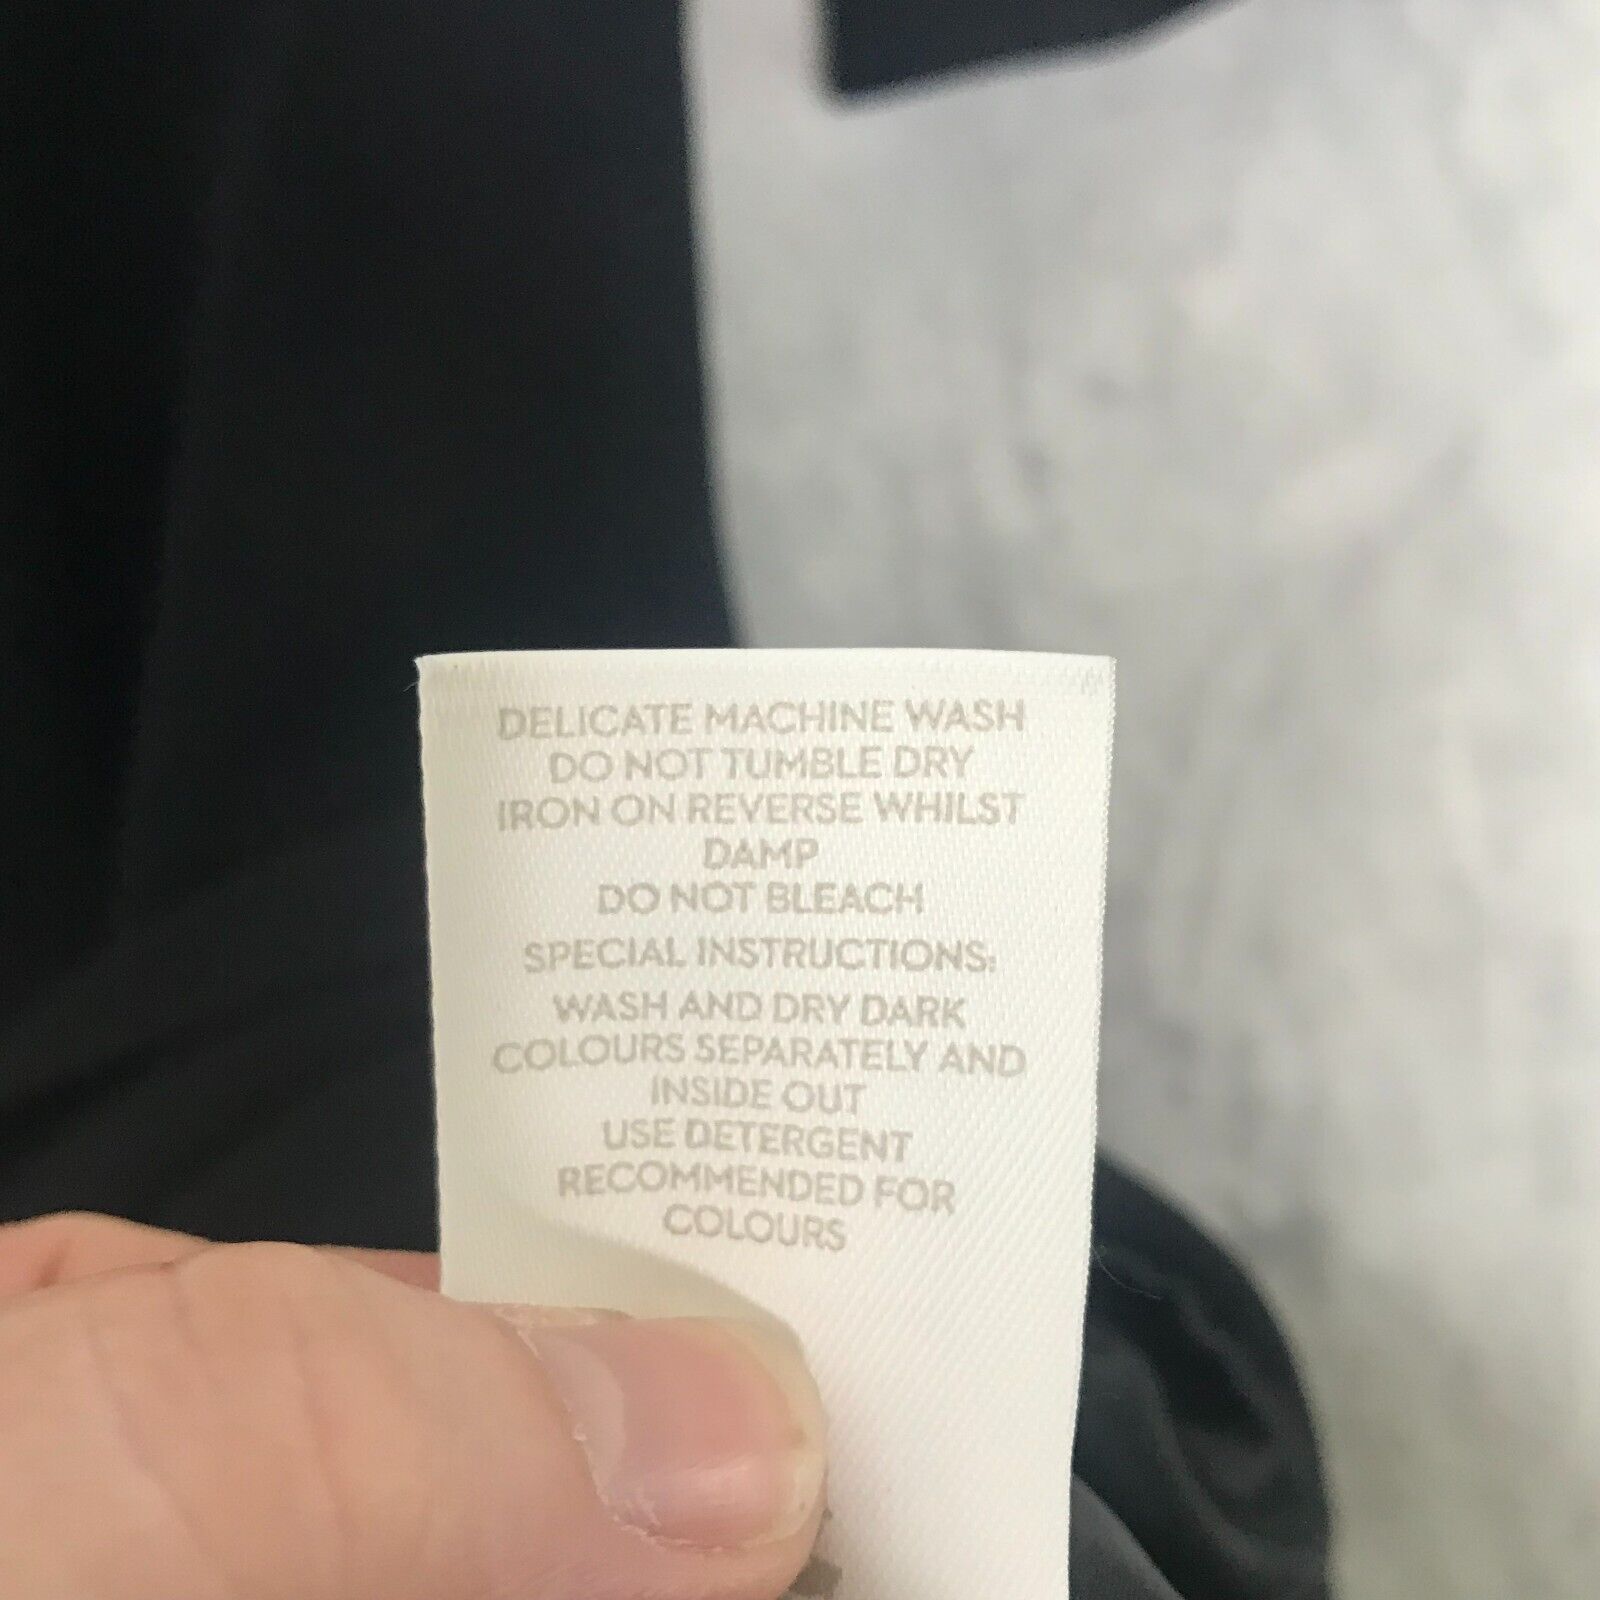 DELICATE MACHINE WASH
DO NOT TUMBLE DRY
IRON ON REVERSE WHILST
DAMP
DO NOT BLEACH
SPECIAL INSTRUCTIONS:
WASH AND DRY DARK
COLOURS SEPARATELY AND
INSIDE OUT
USE DETERGENT
RECOMMENDED FOR
COLOURS